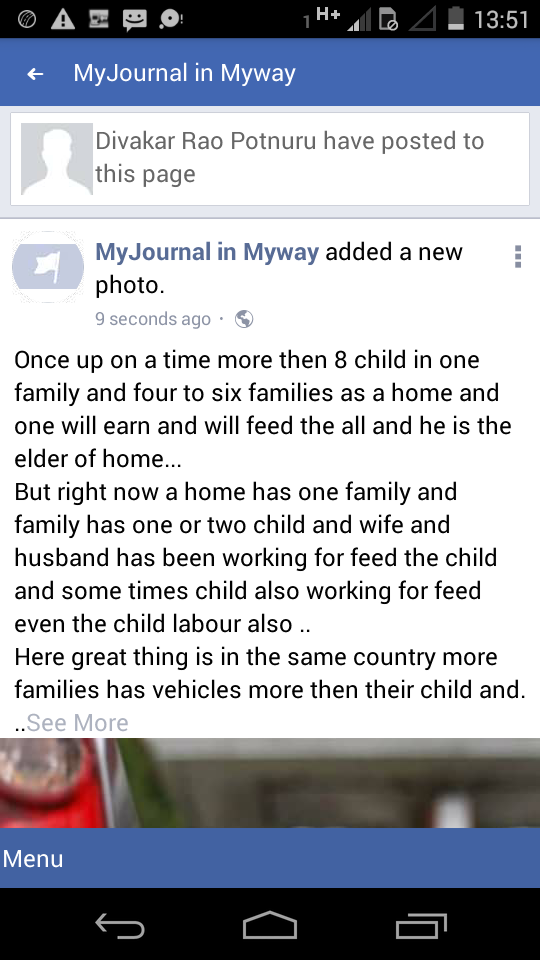 1 H+ 13:51
MyJournal in Myway
Divakar Rao Potnuru have posted to
this page
MyJournal in Myway added a new
photo.
9 seconds ago ·
Once up on a time more then 8 child in one
family and four to six families as a home and
one will earn and will feed the all and he is the
elder of home...
But right now a home has one family and
family has one or two child and wife and
husband has been working for feed the child
and some times child also working for feed
even the child labour also ..
Here great thing is in the same country more
families has vehicles more then their child and.
..See More
Menu